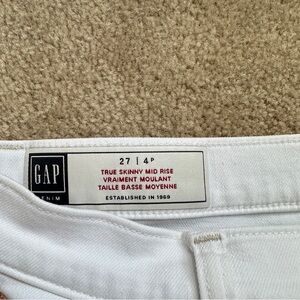 GAP
DENIM
27 | 4P
TRUE SKINNY MID RISE
VRAIMENT MOULANT
TAILLE BASSE MOYENNE
ESTABLISHED IN 1969